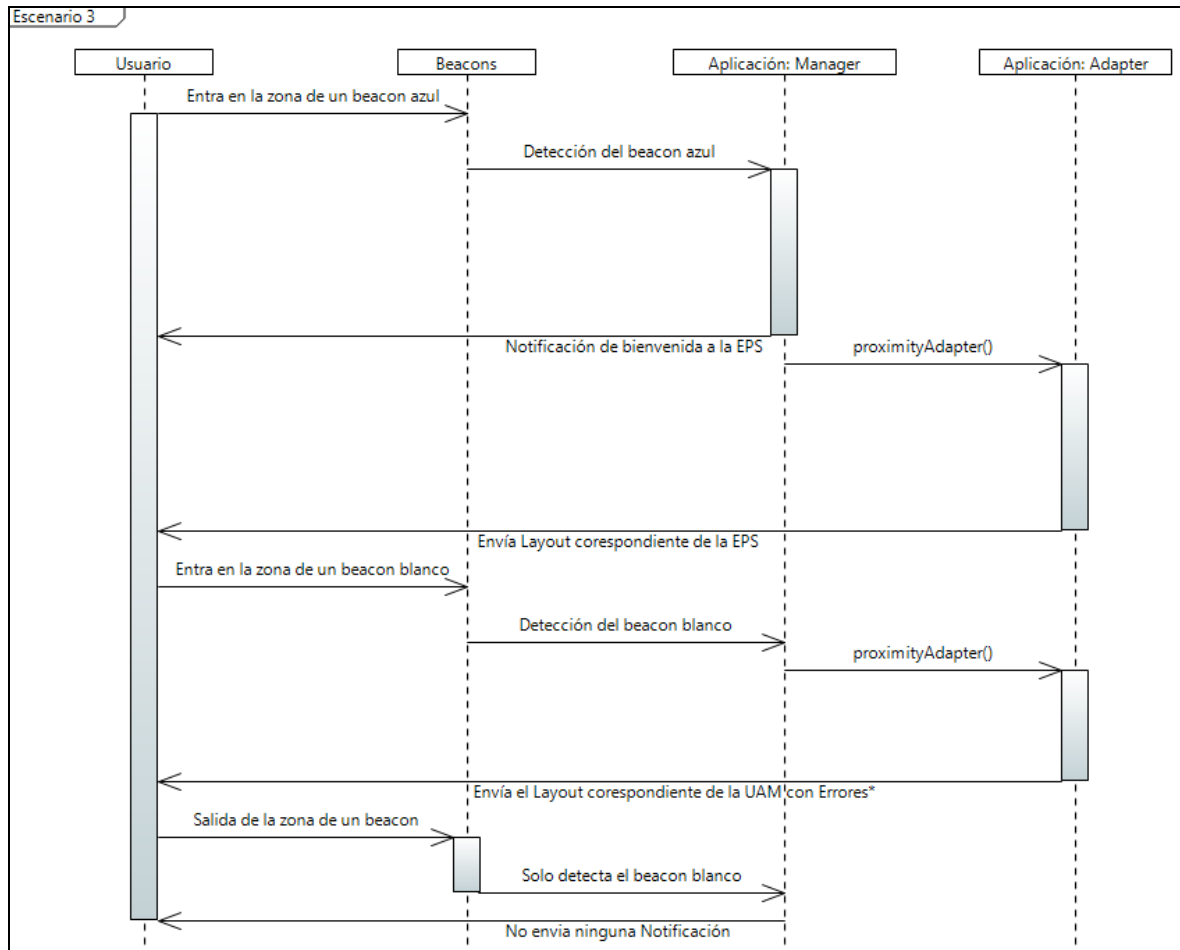 Escenario 3
Usuario
Beacons
Aplicación: Manager
Aplicación: Adapter
Entra en la zona de un beacon azul
Detección del beacon azul
Notificación de bienvenida a la EPS
proximityAdapter()
Envía Layout corespondiente de la EPS
Entra en la zona de un beacon blanco
Detección del beacon blanco
proximityAdapter()
Envía el Layout corespondiente de la UAM con Errores*
Salida de la zona de un beacon
Solo detecta el beacon blanco
No envia ninguna Notificación